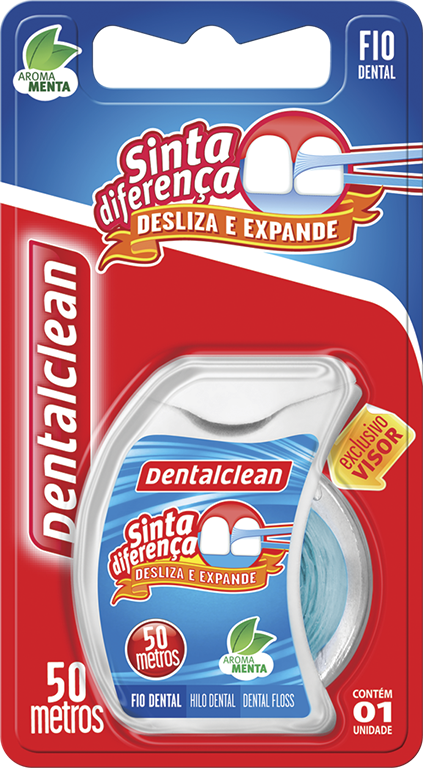 AROMA
MENTA
FIO
DENTAL
Sinta
diferença
DESLIZA E EXPANDE
Dentalclean
exclusivo
VISOR
Dentalclean
Sinta
diferença
DESLIZA E EXPANDE
50
metros
AROMA
MENTA
FIO DENTAL | HILO DENTAL | DENTAL FLOSS
50
metros
CONTÉM
01
UNIDADE